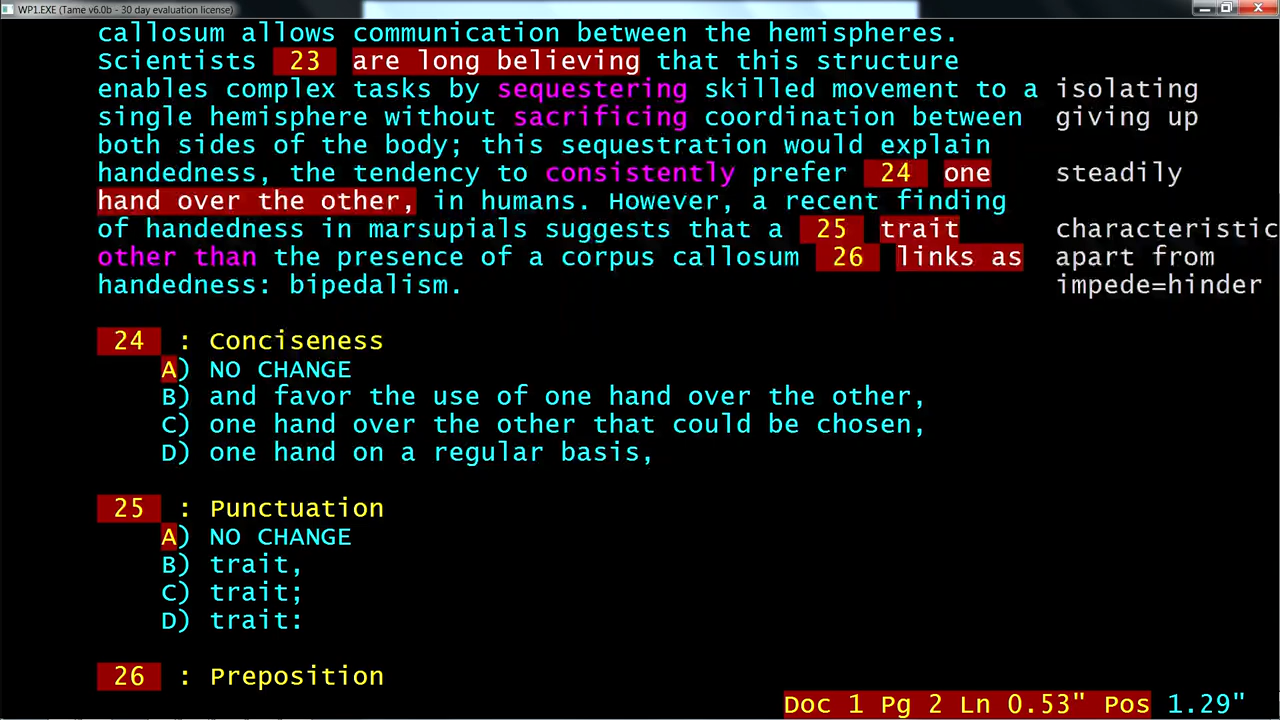 WP1.EXE (Tame v6.0b - 30 day evaluation license)
callosum allows communication between the hemispheres.
Scientists 23 are long believing that this structure
enables complex tasks by sequestering skilled movement to a isolating
single hemisphere without sacrificing coordination between giving up
both sides of the body; this sequestration would explain
handedness, the tendency to consistently prefer 24 one steadily
hand over the other, in humans. However, a recent finding
of handedness in marsupials suggests that a 25 trait characteristic
other than the presence of a corpus callosum 26 links as apart from
handedness: bipedalism. impede=hinder
24 : Conciseness
A) NO CHANGE
B) and favor the use of one hand over the other,
C) one hand over the other that could be chosen,
D) one hand on a regular basis,
25 : Punctuation
A) NO CHANGE
B) trait,
C) trait;
D) trait:
26 : Preposition
Doc 1 Pg 2 Ln 0.53" Pos 1.29"